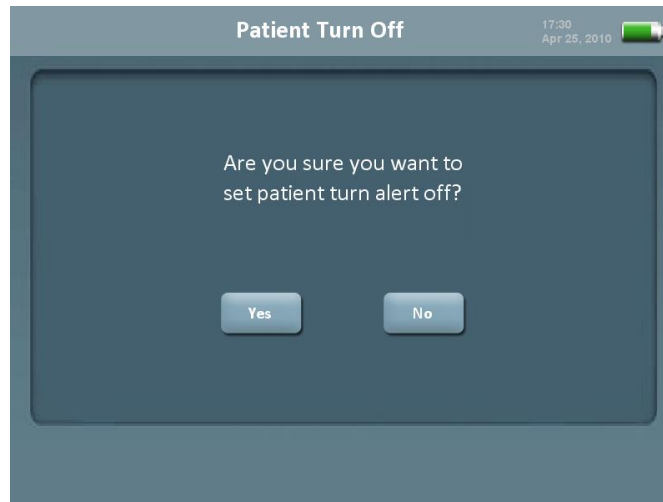 Patient Turn Off
17:30
Apr 25, 2010
Are you sure you want to
set patient turn alert off?
Yes
No